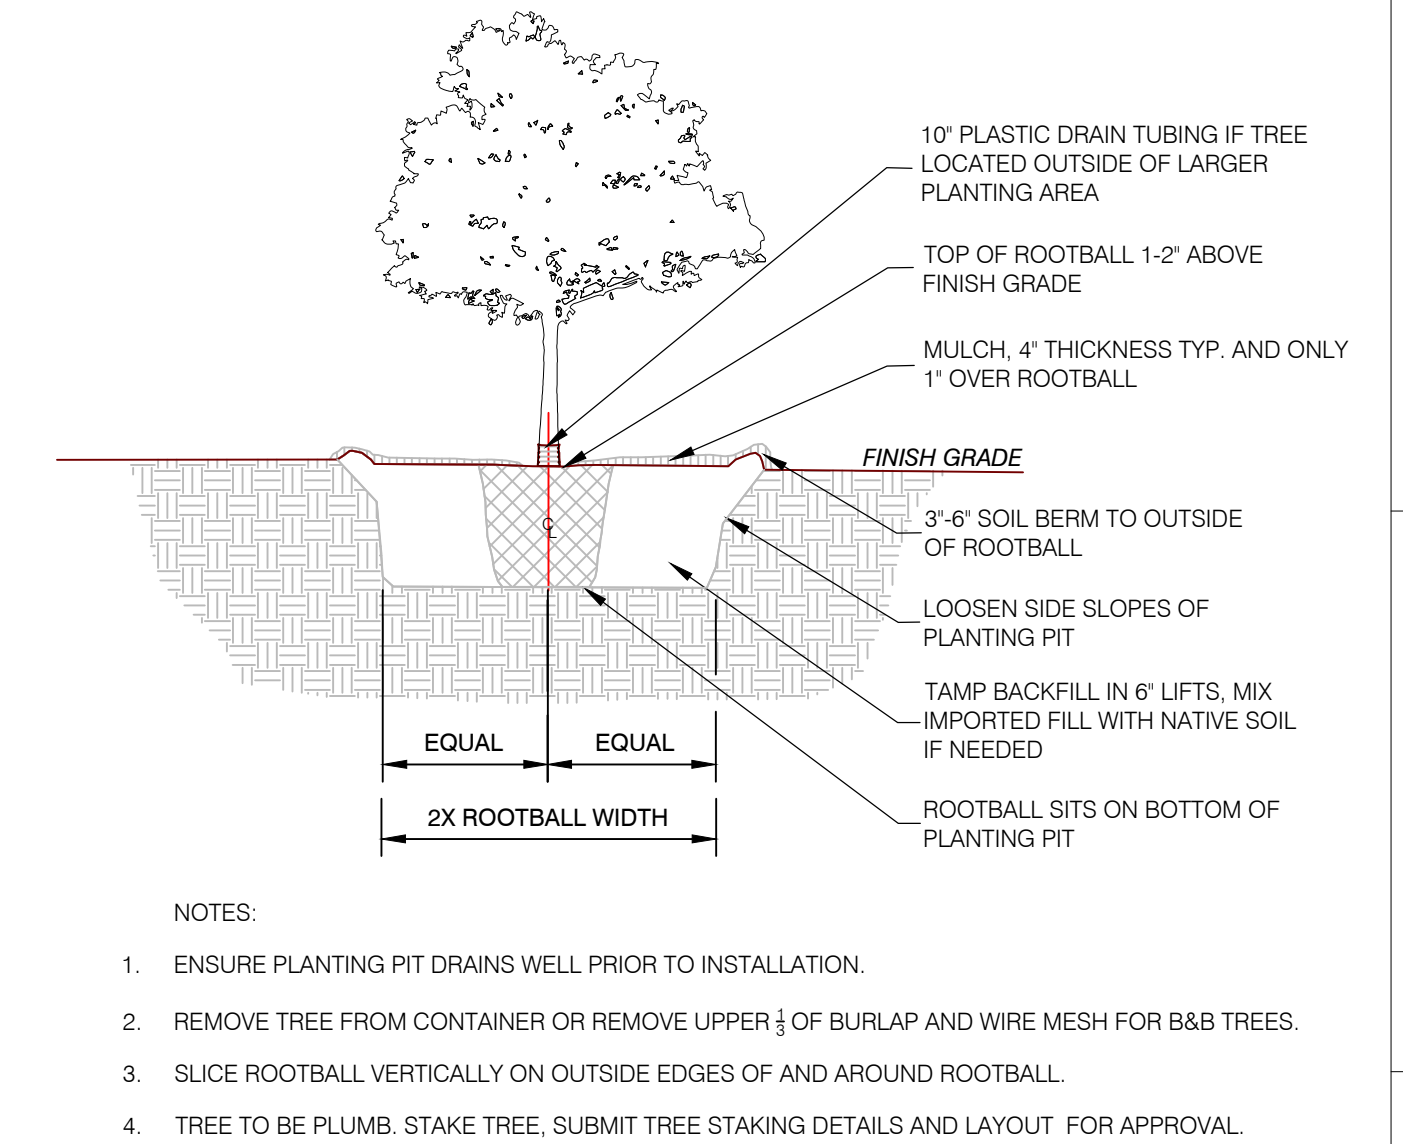 10" PLASTIC DRAIN TUBING IF TREE
LOCATED OUTSIDE OF LARGER
PLANTING AREA
TOP OF ROOTBALL 1-2" ABOVE
FINISH GRADE
MULCH, 4" THICKNESS TYP. AND ONLY
1" OVER ROOTBALL
FINISH GRADE
3"-6" SOIL BERM TO OUTSIDE
OF ROOTBALL
CL
LOOSEN SIDE SLOPES OF
PLANTING PIT
TAMP BACKFILL IN 6" LIFTS, MIX
IMPORTED FILL WITH NATIVE SOIL
IF NEEDED
EQUAL EQUAL
2X ROOTBALL WIDTH
ROOTBALL SITS ON BOTTOM OF
PLANTING PIT
NOTES:
1. ENSURE PLANTING PIT DRAINS WELL PRIOR TO INSTALLATION.
2. REMOVE TREE FROM CONTAINER OR REMOVE UPPER 1/3 OF BURLAP AND WIRE MESH FOR B&B TREES.
3. SLICE ROOTBALL VERTICALLY ON OUTSIDE EDGES OF AND AROUND ROOTBALL.
4. TREE TO BE PLUMB. STAKE TREE, SUBMIT TREE STAKING DETAILS AND LAYOUT FOR APPROVAL.